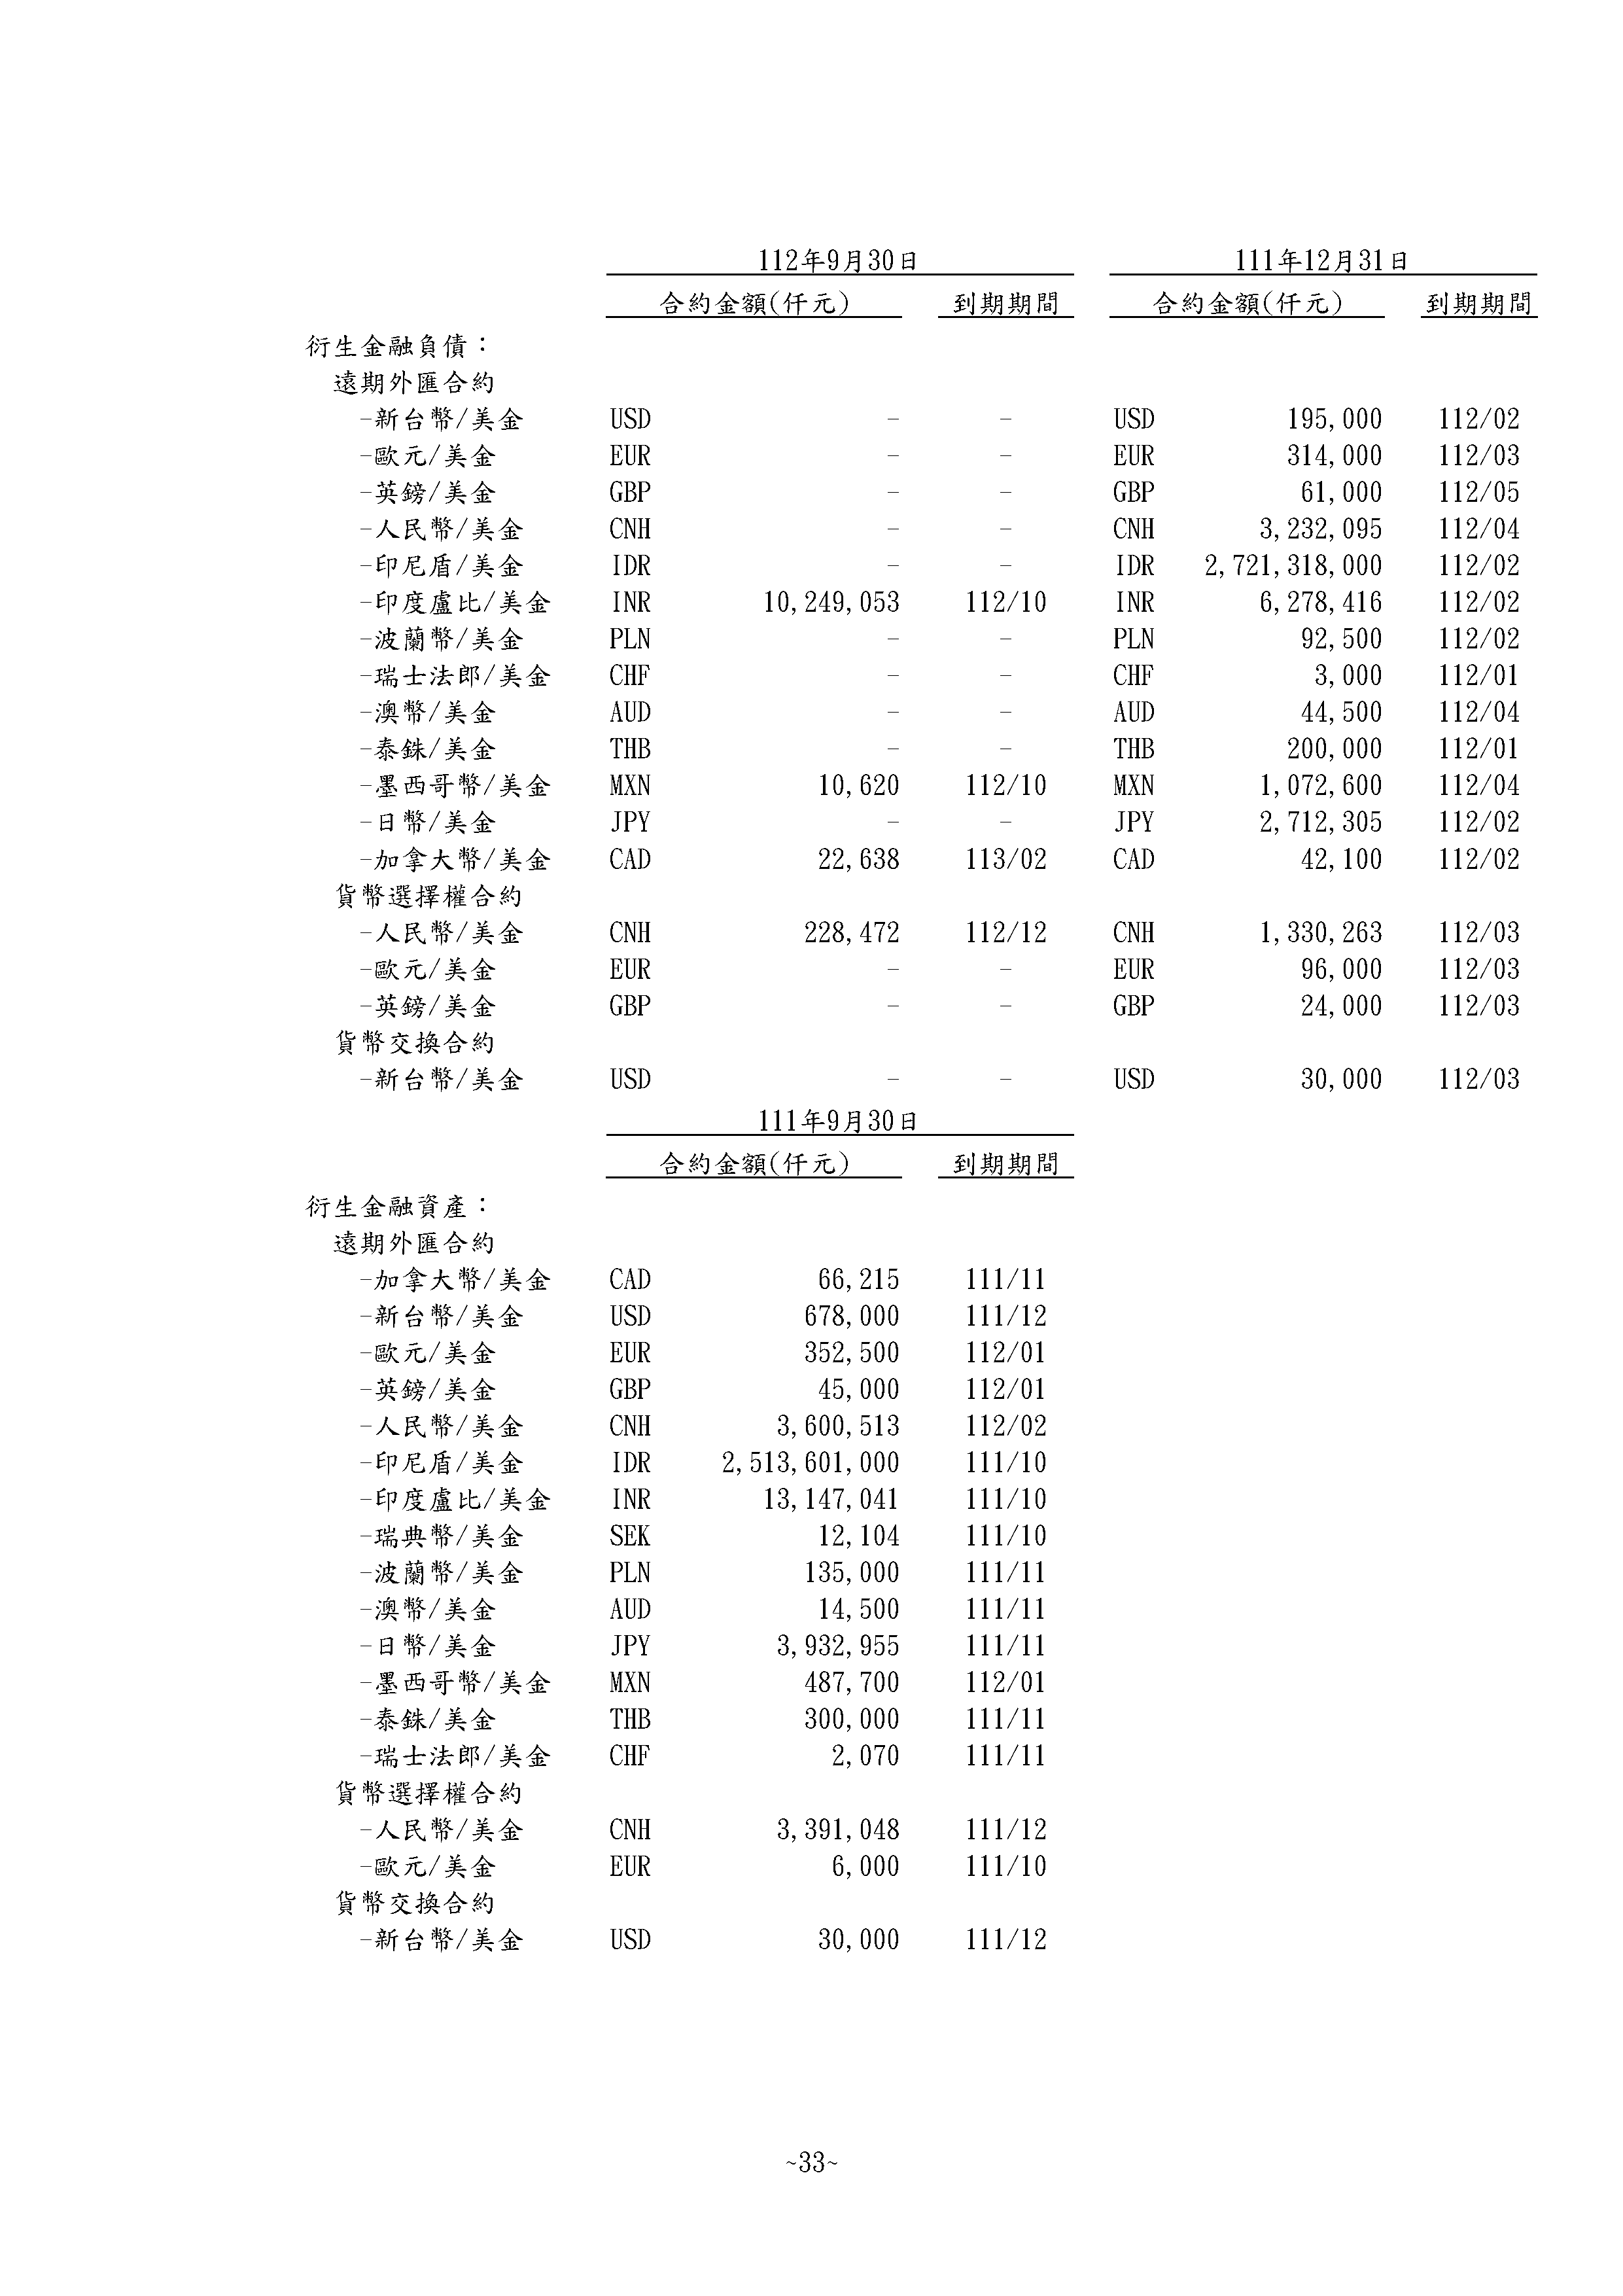 112年9月30日 111年12月31日
合約金額(仟元) 到期期間 合約金額(仟元) 到期期間
衍生金融負債：
遠期外匯合約
-新台幣/美金 USD - - USD 195,000 112/02
-歐元/美金 EUR - - EUR 314,000 112/03
-英鎊/美金 GBP - - GBP 61,000 112/05
-人民幣/美金 CNH - - CNH 3,232,095 112/04
-印尼盾/美金 IDR - - IDR 2,721,318,000 112/02
-印度盧比/美金 INR 10,249,053 112/10 INR 6,278,416 112/02
-波蘭幣/美金 PLN - - PLN 92,500 112/02
-瑞士法郎/美金 CHF - - CHF 3,000 112/01
-澳幣/美金 AUD - - AUD 44,500 112/04
-泰銖/美金 THB - - THB 200,000 112/01
-墨西哥幣/美金 MXN 10,620 112/10 MXN 1,072,600 112/04
-日幣/美金 JPY - - JPY 2,712,305 112/02
-加拿大幣/美金 CAD 22,638 113/02 CAD 42,100 112/02
貨幣選擇權合約
-人民幣/美金 CNH 228,472 112/12 CNH 1,330,263 112/03
-歐元/美金 EUR - - EUR 96,000 112/03
-英鎊/美金 GBP - - GBP 24,000 112/03
貨幣交換合約
-新台幣/美金 USD - - USD 30,000 112/03
111年9月30日
合約金額(仟元) 到期期間
衍生金融資產：
遠期外匯合約
-加拿大幣/美金 CAD 66,215 111/11
-新台幣/美金 USD 678,000 111/12
-歐元/美金 EUR 352,500 112/01
-英鎊/美金 GBP 45,000 112/01
-人民幣/美金 CNH 3,600,513 112/02
-印尼盾/美金 IDR 2,513,601,000 111/10
-印度盧比/美金 INR 13,147,041 111/10
-瑞典幣/美金 SEK 12,104 111/10
-波蘭幣/美金 PLN 135,000 111/11
-澳幣/美金 AUD 14,500 111/11
-日幣/美金 JPY 3,932,955 111/11
-墨西哥幣/美金 MXN 487,700 112/01
-泰銖/美金 THB 300,000 111/11
-瑞士法郎/美金 CHF 2,070 111/11
貨幣選擇權合約
-人民幣/美金 CNH 3,391,048 111/12
-歐元/美金 EUR 6,000 111/10
貨幣交換合約
-新台幣/美金 USD 30,000 111/12
~33~